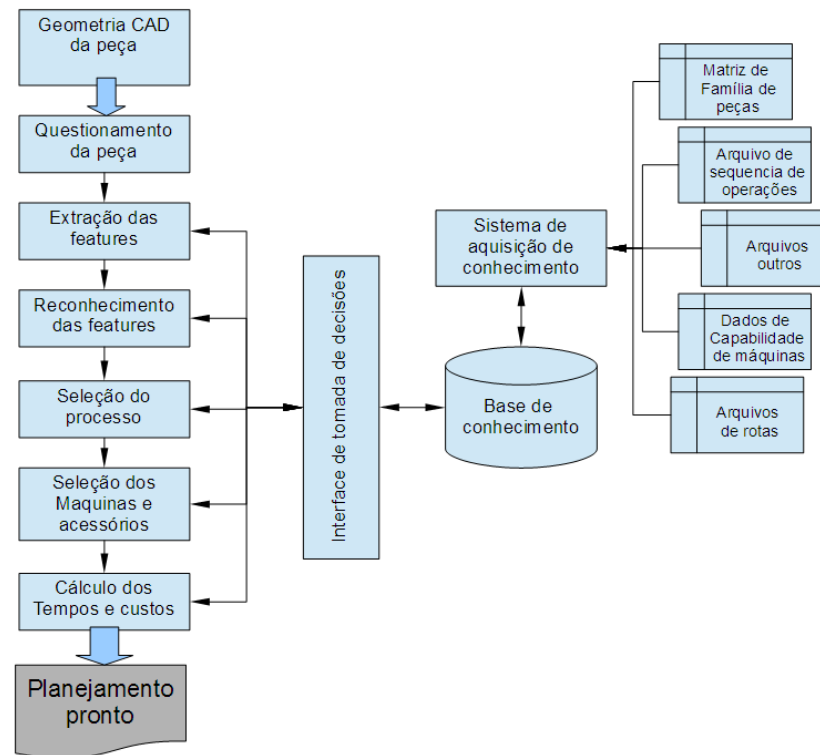 Geometria CAD
da peça
Questionamento
da peça
Extração das
features
Reconhecimento
das features
Seleção do
processo
Seleção dos
Maquinas e
acessórios
Cálculo dos
Tempos e custos
Planejamento
pronto
Interface de tomada de decisões
Sistema de
aquisição de
conhecimento
Base de
conhecimento
Matriz de
Família de
peças
Arquivo de
sequencia de
operações
Arquivos
outros
Dados de
Capabilidade
de máquinas
Arquivos
de rotas